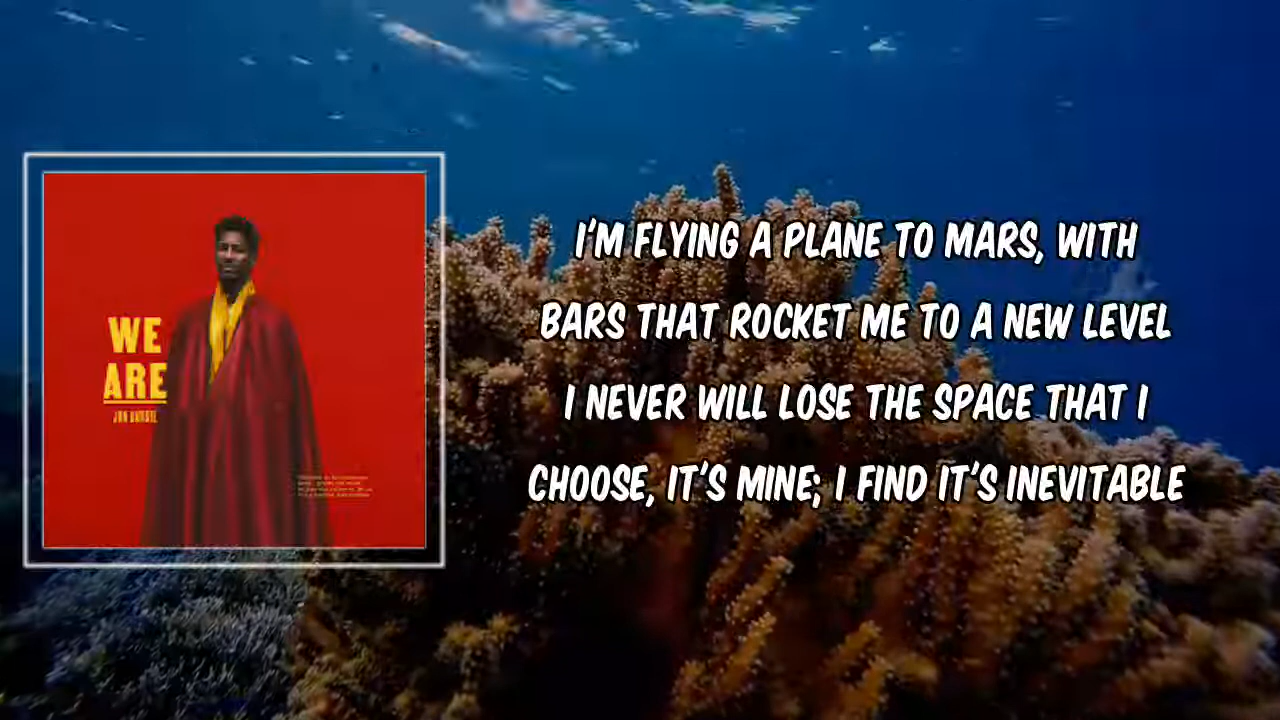 WE
ARE
JON BATISTE
I'M FLYING A PLANE TO MARS, WITH
BARS THAT ROCKET ME TO A NEW LEVEL
I NEVER WILL LOSE THE SPACE THAT I
CHOOSE, IT'S MINE; I FIND IT'S INEVITABLE